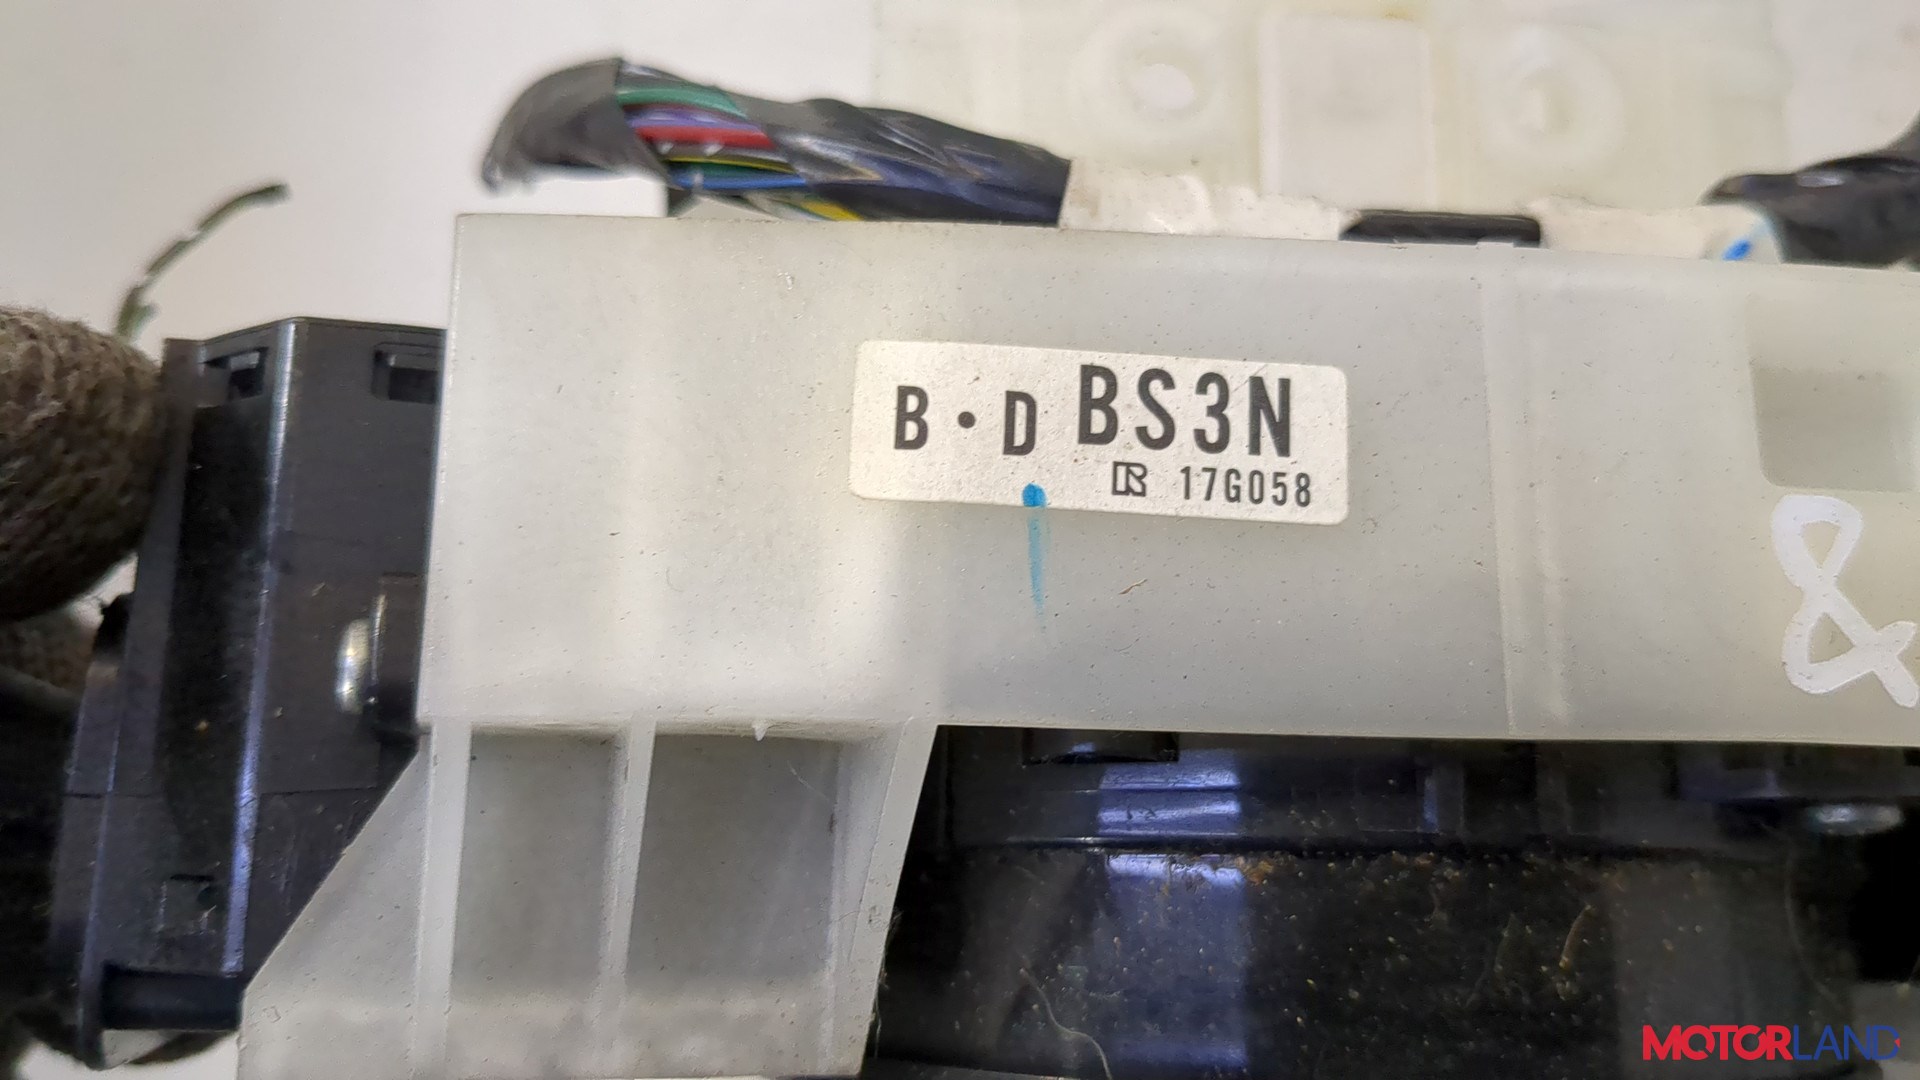 B・D BS3N
R 17G058
&
MOTORLAND